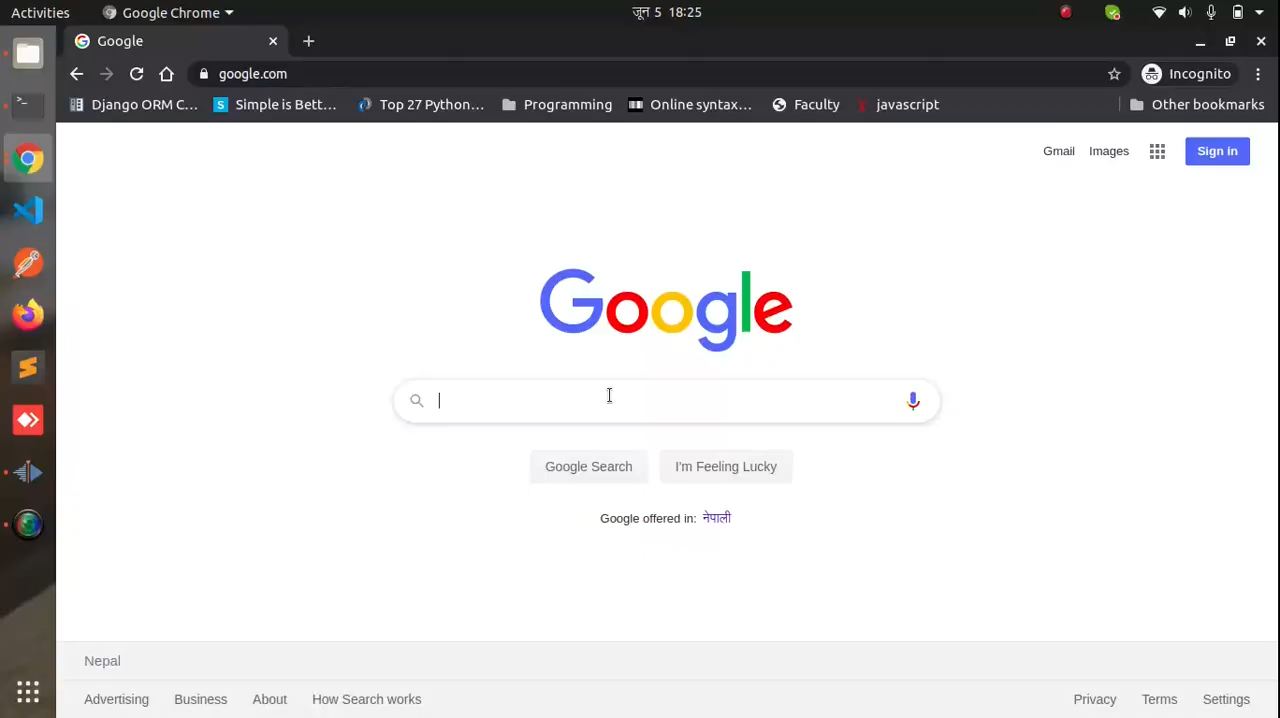 Activities Google Chrome जून 5 18:25
Google
google.com Incognito
Django ORM C... Simple is Bett... Top 27 Python... Programming Online syntax... Faculty javascript Other bookmarks
Gmail Images Sign in
Google
Google Search I'm Feeling Lucky
Google offered in: नेपाली
Nepal
Advertising Business About How Search works Privacy Terms Settings